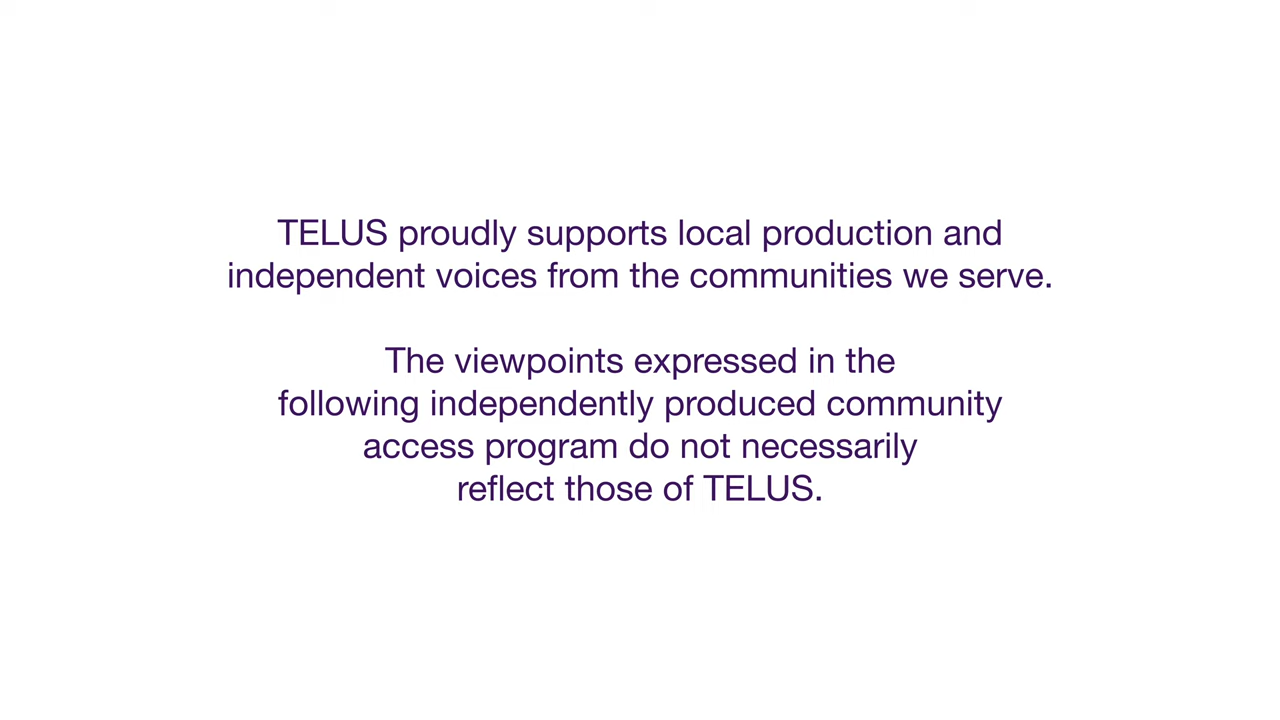 TELUS proudly supports local production and
independent voices from the communities we serve.
The viewpoints expressed in the
following independently produced community
access program do not necessarily
reflect those of TELUS.